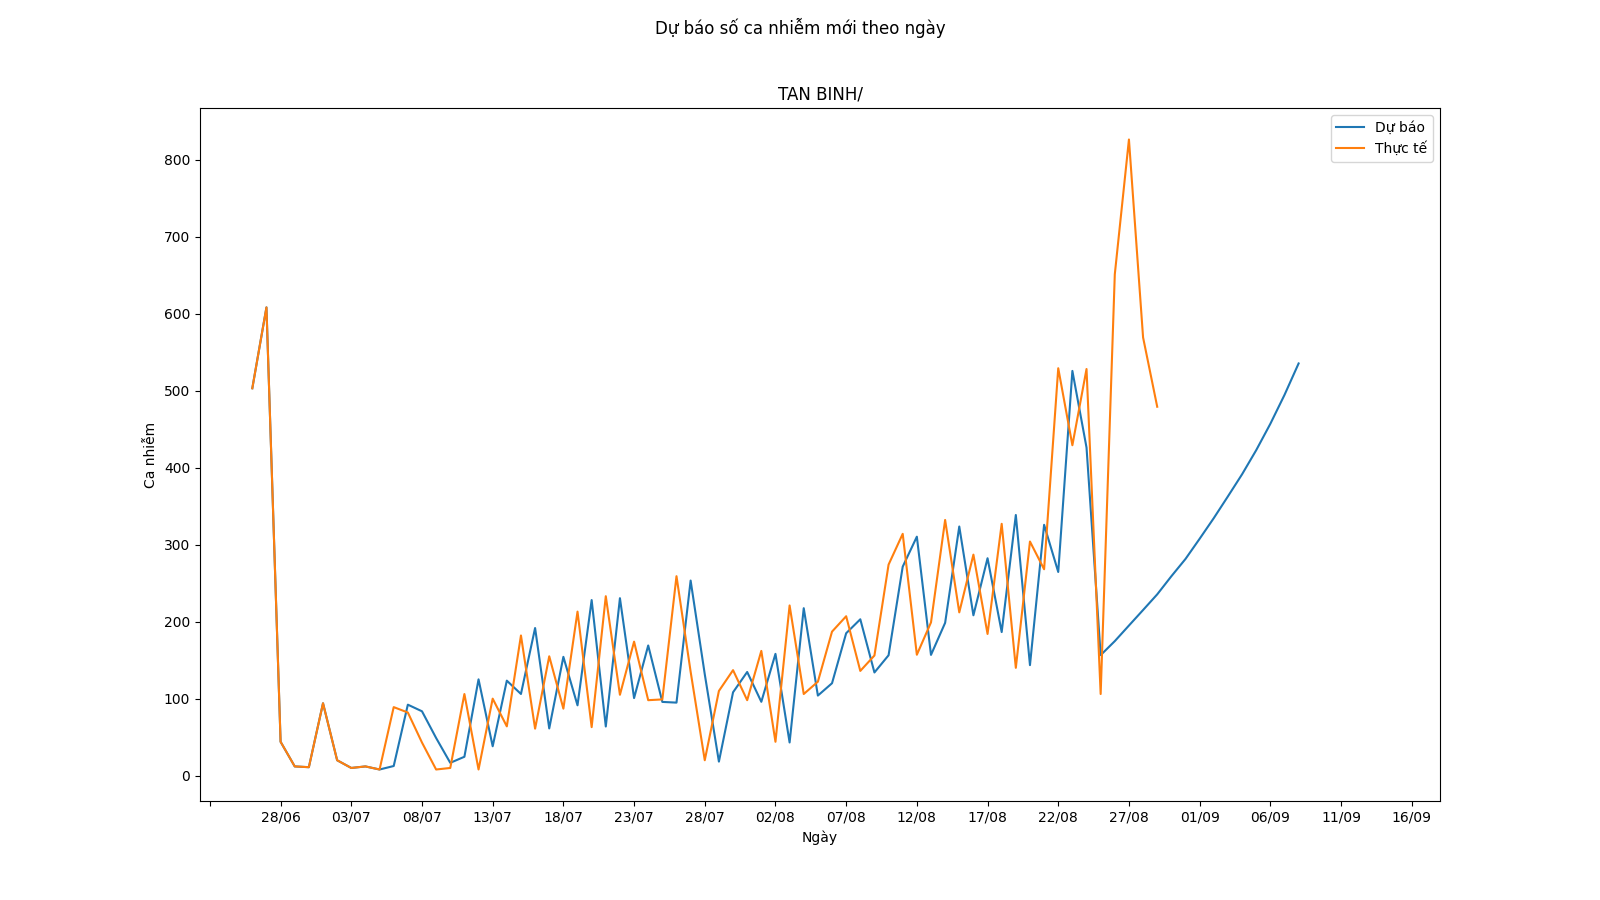 Dự báo số ca nhiễm mới theo ngày
TAN BINH/
Dự báo
Thực tế
800
700
600
500
400
300
200
100
0
Ca nhiễm
28/06 03/07 08/07 13/07 18/07 23/07 28/07 02/08 07/08 12/08 17/08 22/08 27/08 01/09 06/09 11/09 16/09
Ngày